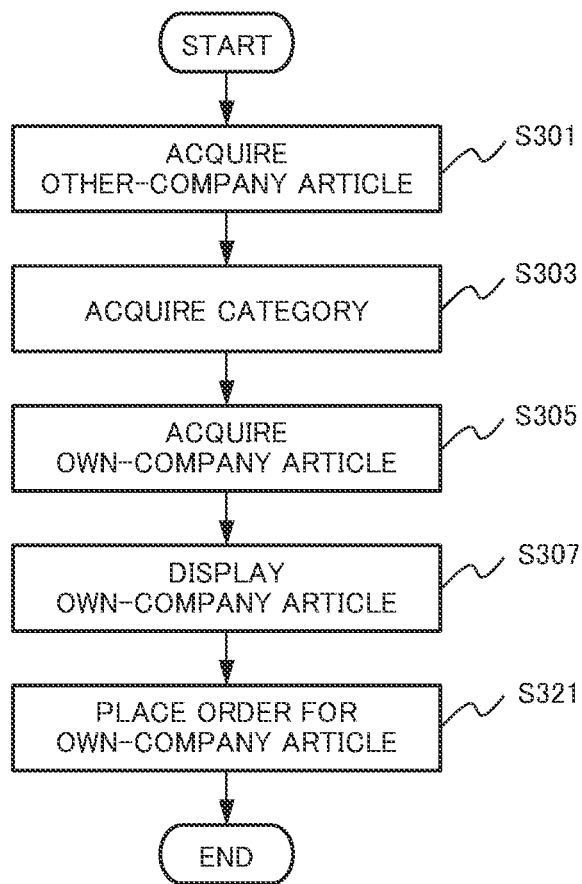 START
ACQUIRE
OTHER-COMPANY ARTICLE
S301
ACQUIRE CATEGORY
S303
ACQUIRE
OWN-COMPANY ARTICLE
S305
DISPLAY
OWN-COMPANY ARTICLE
S307
PLACE ORDER FOR
OWN-COMPANY ARTICLE
S321
END